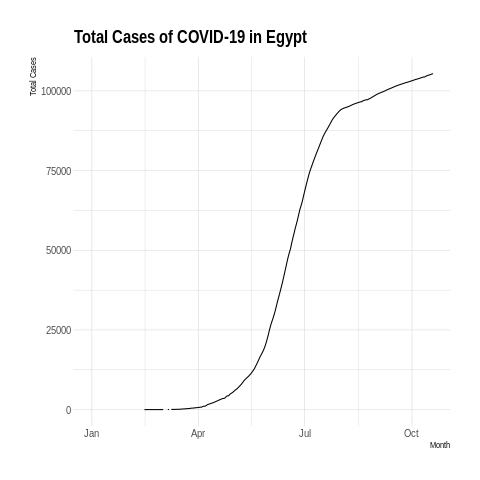 Total Cases of COVID-19 in Egypt
Total Cases
100000
75000
50000
25000
0
Jan Apr Jul Oct
Month